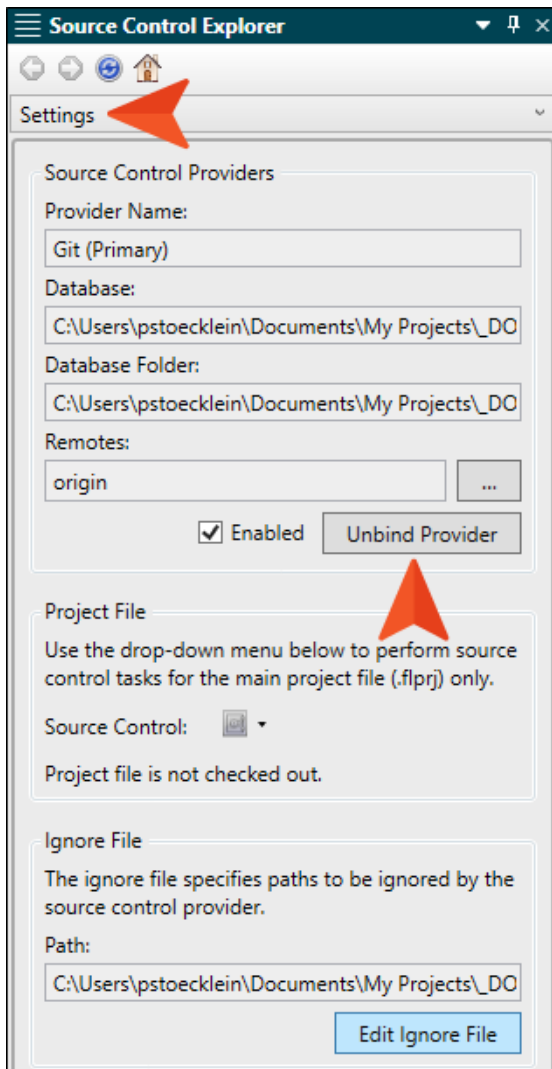 Source Control Explorer
Settings
Source Control Providers
Provider Name:
Git (Primary)
Database:
C:\Users\pstoecklein\Documents\My Projects\_DO
Database Folder:
C:\Users\pstoecklein\Documents\My Projects\_DO
Remotes:
origin
...
Enabled
Unbind Provider
Project File
Use the drop-down menu below to perform source
control tasks for the main project file (.flprj) only.
Source Control:
Project file is not checked out.
Ignore File
The ignore file specifies paths to be ignored by the
source control provider.
Path:
C:\Users\pstoecklein\Documents\My Projects\_DO
Edit Ignore File